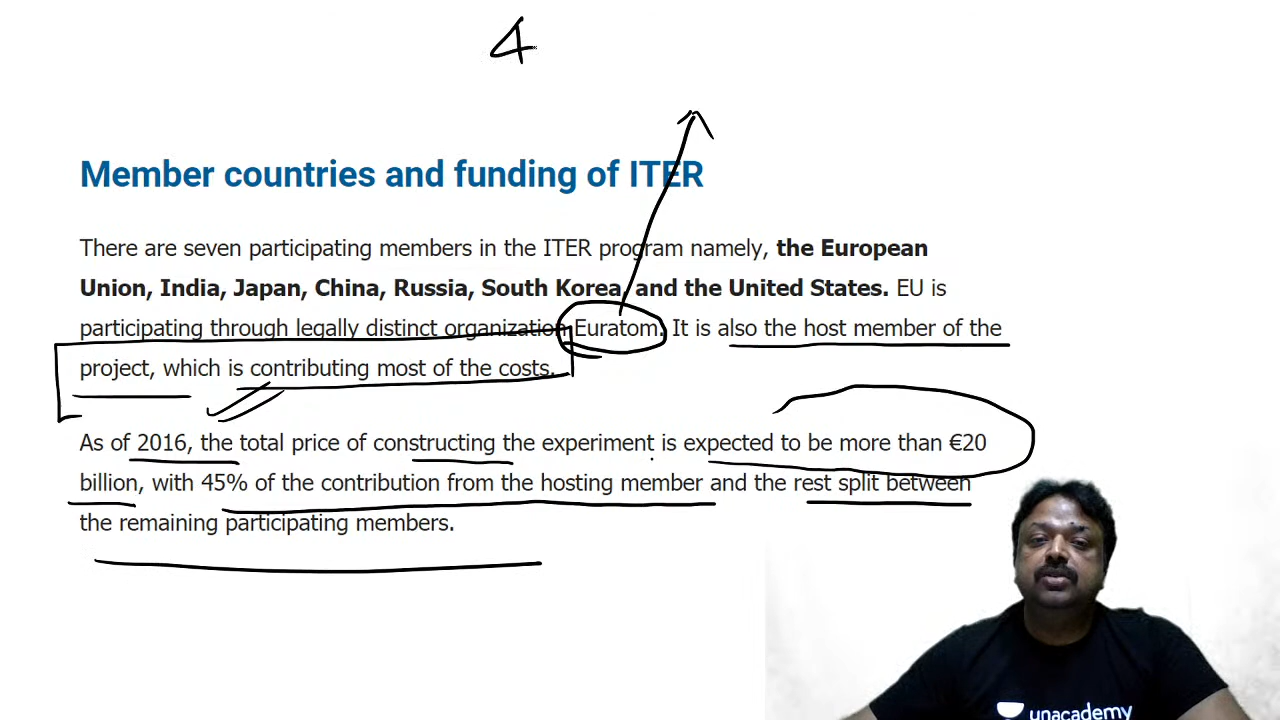 4
Member countries and funding of ITER
There are seven participating members in the ITER program namely, the European
Union, India, Japan, China, Russia, South Korea, and the United States. EU is
participating through legally distinct organization Euratom. It is also the host member of the
project, which is contributing most of the costs.
As of 2016, the total price of constructing the experiment is expected to be more than €20
billion, with 45% of the contribution from the hosting member and the rest split between
the remaining participating members.
unacademy